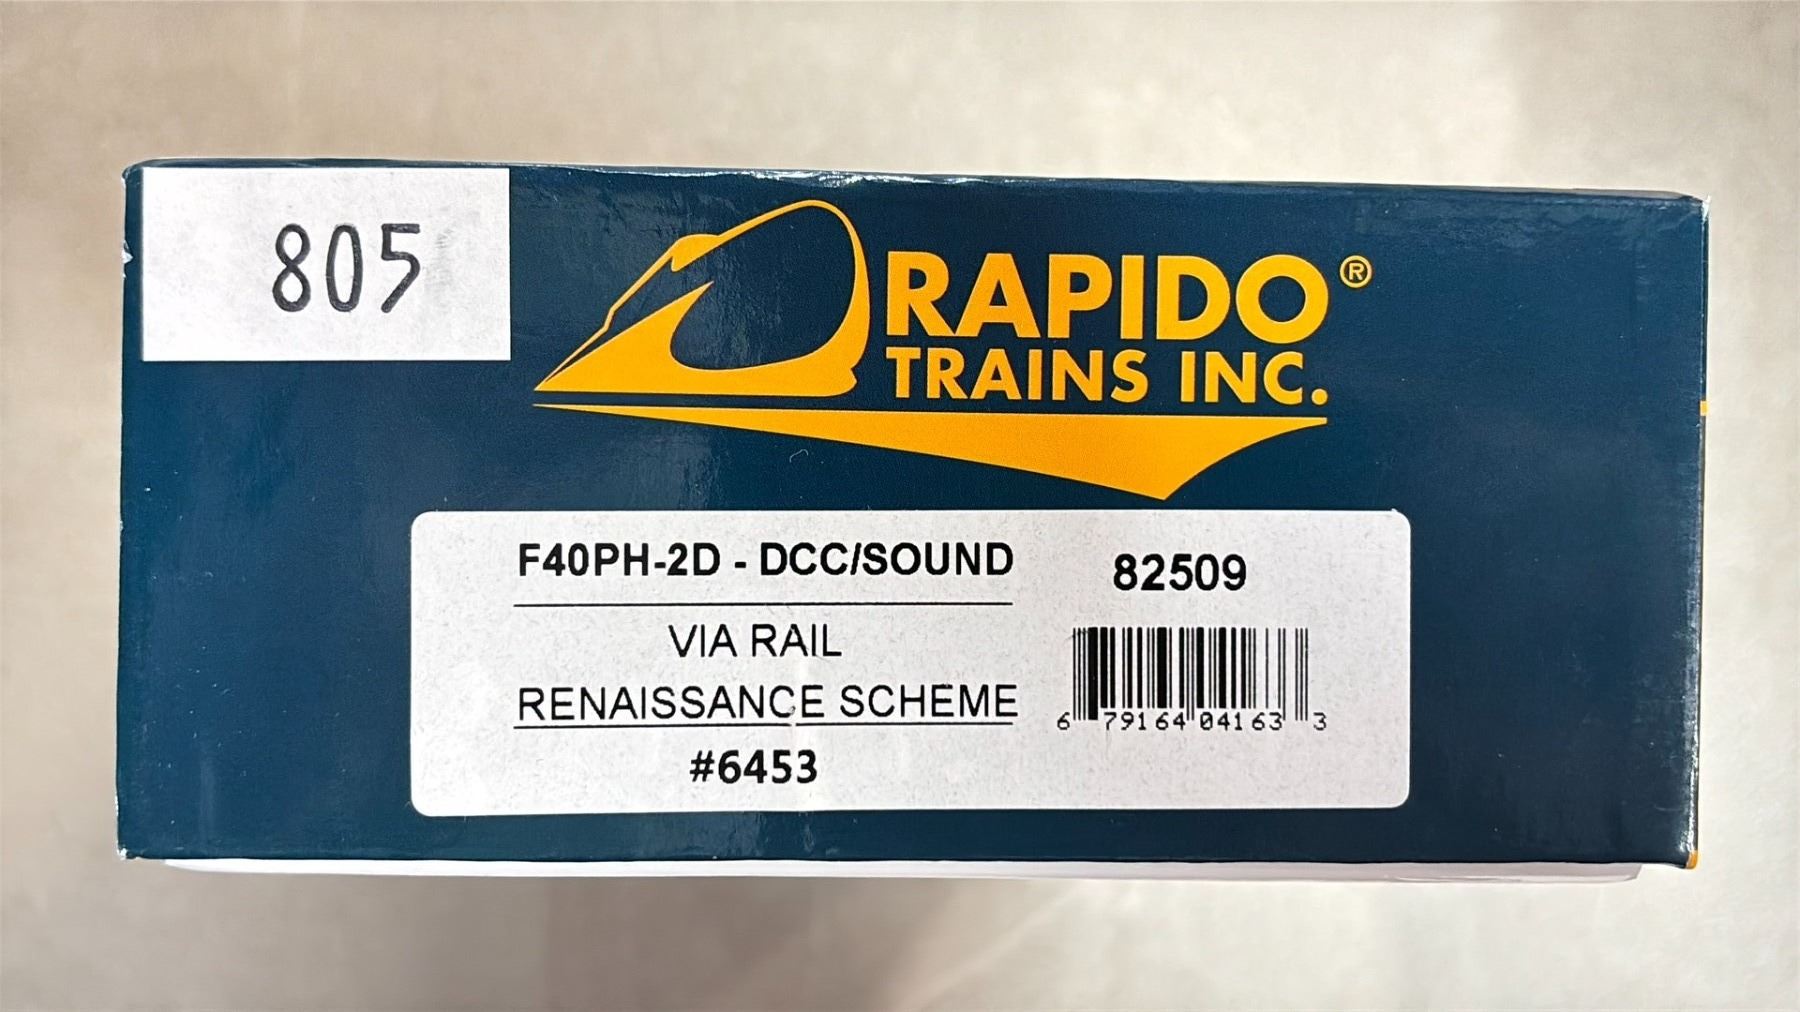 805
RAPIDO®
TRAINS INC.
F40PH-2D - DCC/SOUND
VIA RAIL
RENAISSANCE SCHEME
#6453
82509
6 79164 04163 3